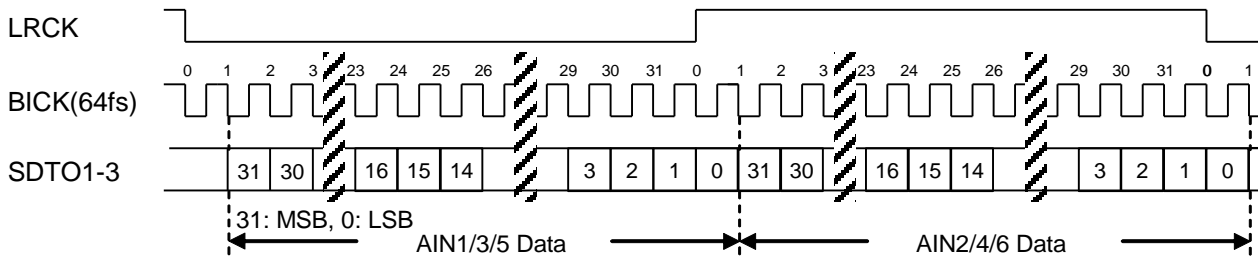 LRCK
0 1 2 3 23 24 25 26 29 30 31 0 1 2 3 23 24 25 26 29 30 31 0 1
BICK(64fs)
SDTO1-3 31 30 16 15 14 3 2 1 0 31 30 16 15 14 3 2 1 0
31: MSB, 0: LSB
AIN1/3/5 Data AIN2/4/6 Data